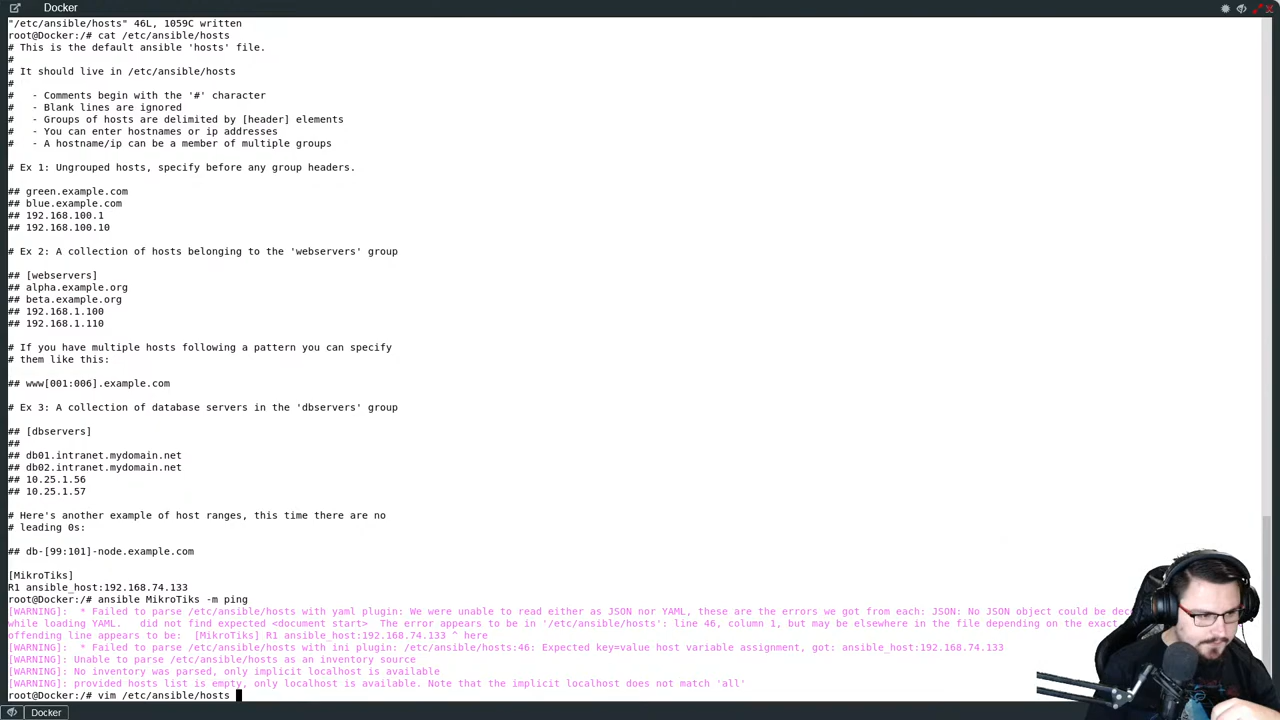 Docker
"/etc/ansible/hosts" 46L, 1059C written
root@Docker:/# cat /etc/ansible/hosts
# This is the default ansible 'hosts' file.
#
# It should live in /etc/ansible/hosts
#
#   - Comments begin with the '#' character
#   - Blank lines are ignored
#   - Groups of hosts are delimited by [header] elements
#   - You can enter hostnames or ip addresses
#   - A hostname/ip can be a member of multiple groups
# Ex 1: Ungrouped hosts, specify before any group headers.
## green.example.com
## blue.example.com
## 192.168.100.1
## 192.168.100.10
# Ex 2: A collection of hosts belonging to the 'webservers' group
## [webservers]
## alpha.example.org
## beta.example.org
## 192.168.1.100
## 192.168.1.110
# If you have multiple hosts following a pattern you can specify
# them like this:
## www[001:006].example.com
# Ex 3: A collection of database servers in the 'dbservers' group
## [dbservers]
##
## db01.intranet.mydomain.net
## db02.intranet.mydomain.net
## 10.25.1.56
## 10.25.1.57
# Here's another example of host ranges, this time there are no
# leading 0s:
## db-[99:101]-node.example.com
[MikroTiks]
R1 ansible_host:192.168.74.133
root@Docker:/# ansible MikroTiks -m ping
[WARNING]:  * Failed to parse /etc/ansible/hosts with yaml plugin: We were unable to read either as JSON nor YAML, these are the errors we got from each: JSON: No JSON object could be
while loading YAML.   did not find expected <document start>  The error appears to be in '/etc/ansible/hosts': line 46, column 1, but may be elsewhere in the file depending on the exact
offending line appears to be:  [MikroTiks] R1 ansible_host:192.168.74.133 ^ here
[WARNING]:  * Failed to parse /etc/ansible/hosts with ini plugin: /etc/ansible/hosts:46: Expected key=value host variable assignment, got: ansible_host:192.168.74.133
[WARNING]: Unable to parse /etc/ansible/hosts as an inventory source
[WARNING]: No inventory was parsed, only implicit localhost is available
[WARNING]: provided hosts list is empty, only localhost is available. Note that the implicit localhost does not match 'all'
root@Docker:/# vim /etc/ansible/hosts
Docker